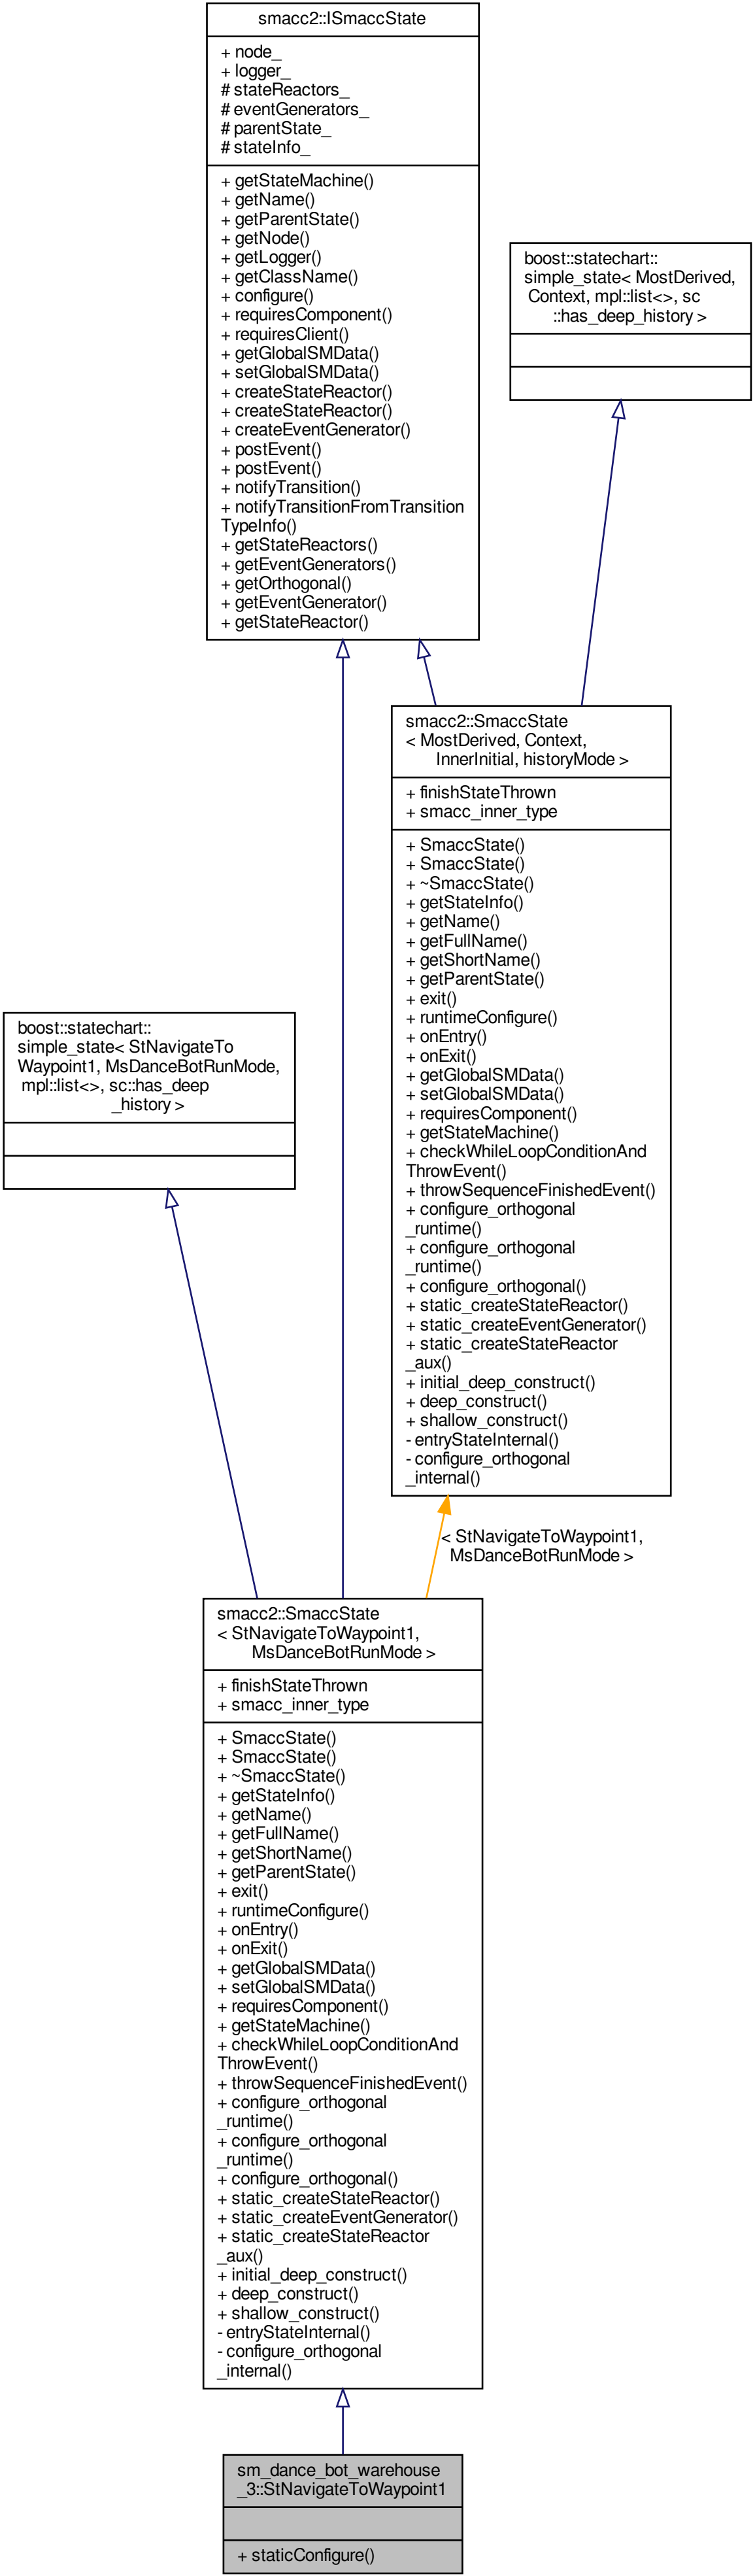 smacc2::ISmaccState
+ node_
+ logger_
# stateReactors_
# eventGenerators_
# parentState_
# stateInfo_
+ getStateMachine()
+ getName()
+ getParentState()
+ getNode()
+ getLogger()
+ getClassName()
+ configure()
+ requiresComponent()
+ requiresClient()
+ getGlobalSMData()
+ setGlobalSMData()
+ createStateReactor()
+ createStateReactor()
+ createEventGenerator()
+ postEvent()
+ postEvent()
+ notifyTransition()
+ notifyTransitionFromTransition
TypeInfo()
+ getStateReactors()
+ getEventGenerators()
+ getOrthogonal()
+ getEventGenerator()
+ getStateReactor()
boost::statechart::
simple_state< MostDerived,
Context, mpl::list<>, sc
::has_deep_history >
smacc2::SmaccState
< MostDerived, Context,
InnerInitial, historyMode >
+ finishStateThrown
+ smacc_inner_type
+ SmaccState()
+ SmaccState()
+ ~SmaccState()
+ getStateInfo()
+ getName()
+ getFullName()
+ getShortName()
+ getParentState()
+ exit()
+ runtimeConfigure()
+ onEntry()
+ onExit()
+ getGlobalSMData()
+ setGlobalSMData()
+ requiresComponent()
+ getStateMachine()
+ checkWhileLoopConditionAnd
ThrowEvent()
+ throwSequenceFinishedEvent()
+ configure_orthogonal
_runtime()
+ configure_orthogonal
_runtime()
+ configure_orthogonal()
+ static_createStateReactor()
+ static_createEventGenerator()
+ static_createStateReactor
_aux()
+ initial_deep_construct()
+ deep_construct()
+ shallow_construct()
- entryStateInternal()
- configure_orthogonal
_internal()
boost::statechart::
simple_state< StNavigateTo
Waypoint1, MsDanceBotRunMode,
mpl::list<>, sc::has_deep
_history >
< StNavigateToWaypoint1,
MsDanceBotRunMode >
smacc2::SmaccState
< StNavigateToWaypoint1,
MsDanceBotRunMode >
+ finishStateThrown
+ smacc_inner_type
+ SmaccState()
+ SmaccState()
+ ~SmaccState()
+ getStateInfo()
+ getName()
+ getFullName()
+ getShortName()
+ getParentState()
+ exit()
+ runtimeConfigure()
+ onEntry()
+ onExit()
+ getGlobalSMData()
+ setGlobalSMData()
+ requiresComponent()
+ getStateMachine()
+ checkWhileLoopConditionAnd
ThrowEvent()
+ throwSequenceFinishedEvent()
+ configure_orthogonal
_runtime()
+ configure_orthogonal
_runtime()
+ configure_orthogonal()
+ static_createStateReactor()
+ static_createEventGenerator()
+ static_createStateReactor
_aux()
+ initial_deep_construct()
+ deep_construct()
+ shallow_construct()
- entryStateInternal()
- configure_orthogonal
_internal()
sm_dance_bot_warehouse
_3::StNavigateToWaypoint1
+ staticConfigure()